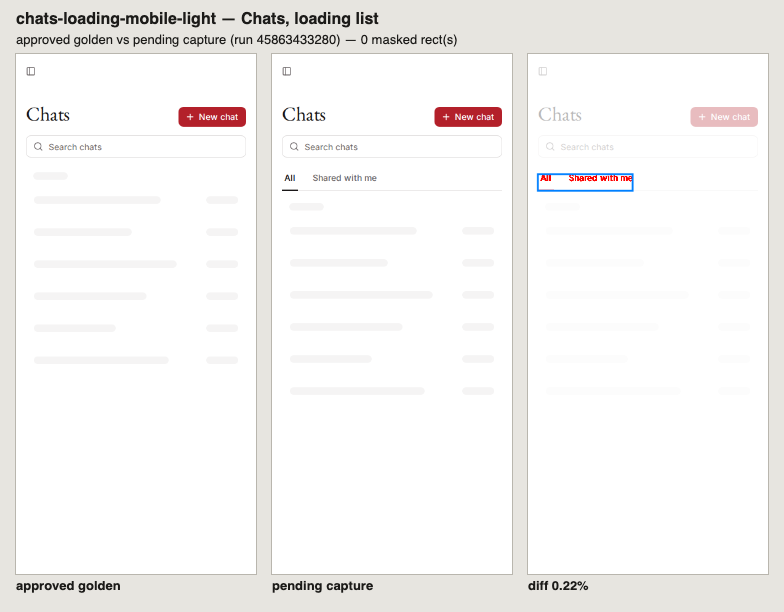 chats-loading-mobile-light — Chats, loading list
approved golden vs pending capture (run 45863433280) — 0 masked rect(s)
Chats
+ New chat
Search chats
approved golden
Chats
+ New chat
Search chats
All Shared with me
pending capture
Chats
+ New chat
Search chats
All Shared with me
diff 0.22%